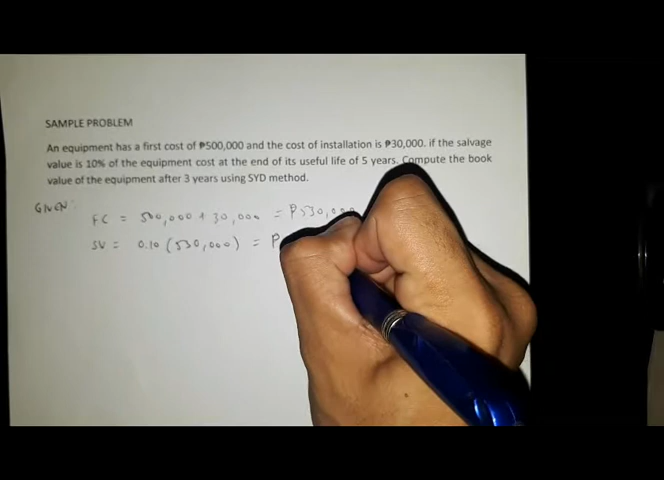 SAMPLE PROBLEM
An equipment has a first cost of ₱500,000 and the cost of installation is ₱30,000. if the salvage
value is 10% of the equipment cost at the end of its useful life of 5 years. Compute the book
value of the equipment after 3 years using SYD method.
GIVEN:
FC = 500,000 + 30,000 = ₱530,000
SV = 0.10 (530,000) = ₱